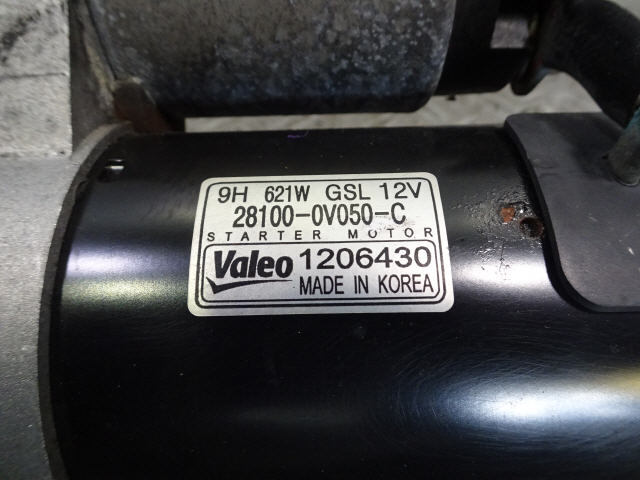 9H 621W GSL 12V
28100-0V050-C
STARTER MOTOR
Valeo 1206430
MADE IN KOREA